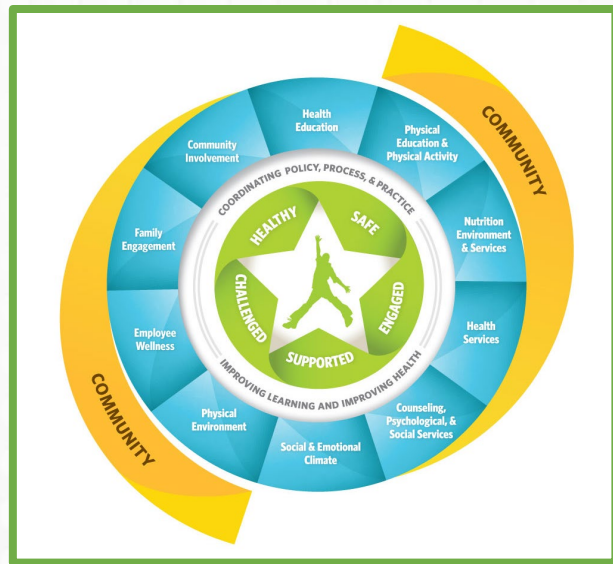 COMMUNITY
Health
Education
Physical
Education &
Physical Activity
Nutrition
Environment
& Services
Health
Services
Counseling,
Psychological, &
Social Services
Social & Emotional
Climate
Physical
Environment
Employee
Wellness
Family
Engagement
Community
Involvement
COORDINATING POLICY, PROCESS, & PRACTICE
IMPROVING LEARNING AND IMPROVING HEALTH
HEALTHY
SAFE
ENGAGED
SUPPORTED
CHALLENGED
COMMUNITY